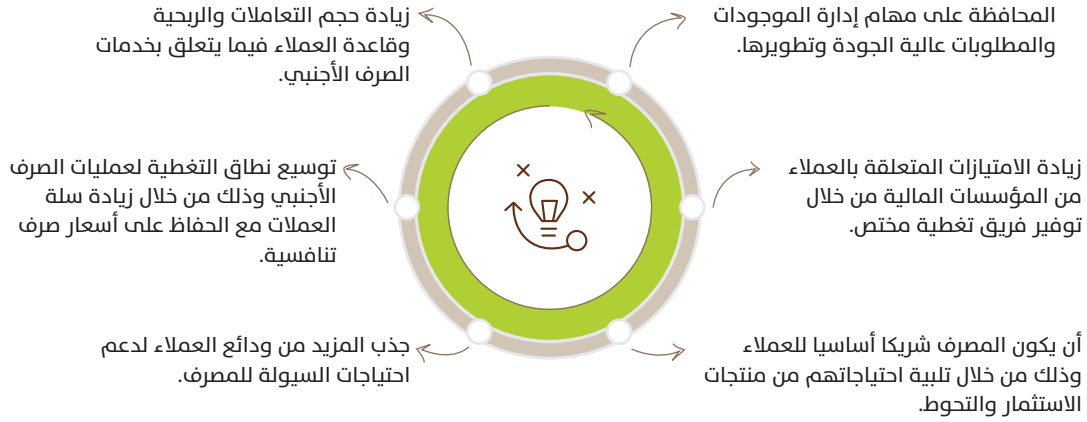 المحافظة على مهام إدارة الموجودات
والمطلوبات عالية الجودة وتطويرها.
زيادة الامتيازات المتعلقة بالعملاء
من المؤسسات المالية من خلال
توفير فريق تغطية مختص.
أن يكون المصرف شريكا أساسيا للعملاء
وذلك من خلال تلبية احتياجاتهم من منتجات
الاستثمار والتحوط.
زيادة حجم التعاملات والربحية
وقاعدة العملاء فيما يتعلق بخدمات
الصرف الأجنبي.
توسيع نطاق التغطية لعمليات الصرف
الأجنبي وذلك من خلال زيادة سلة
العملات مع الحفاظ على أسعار صرف
تنافسية.
جذب المزيد من ودائع العملاء لدعم
احتياجات السيولة للمصرف.